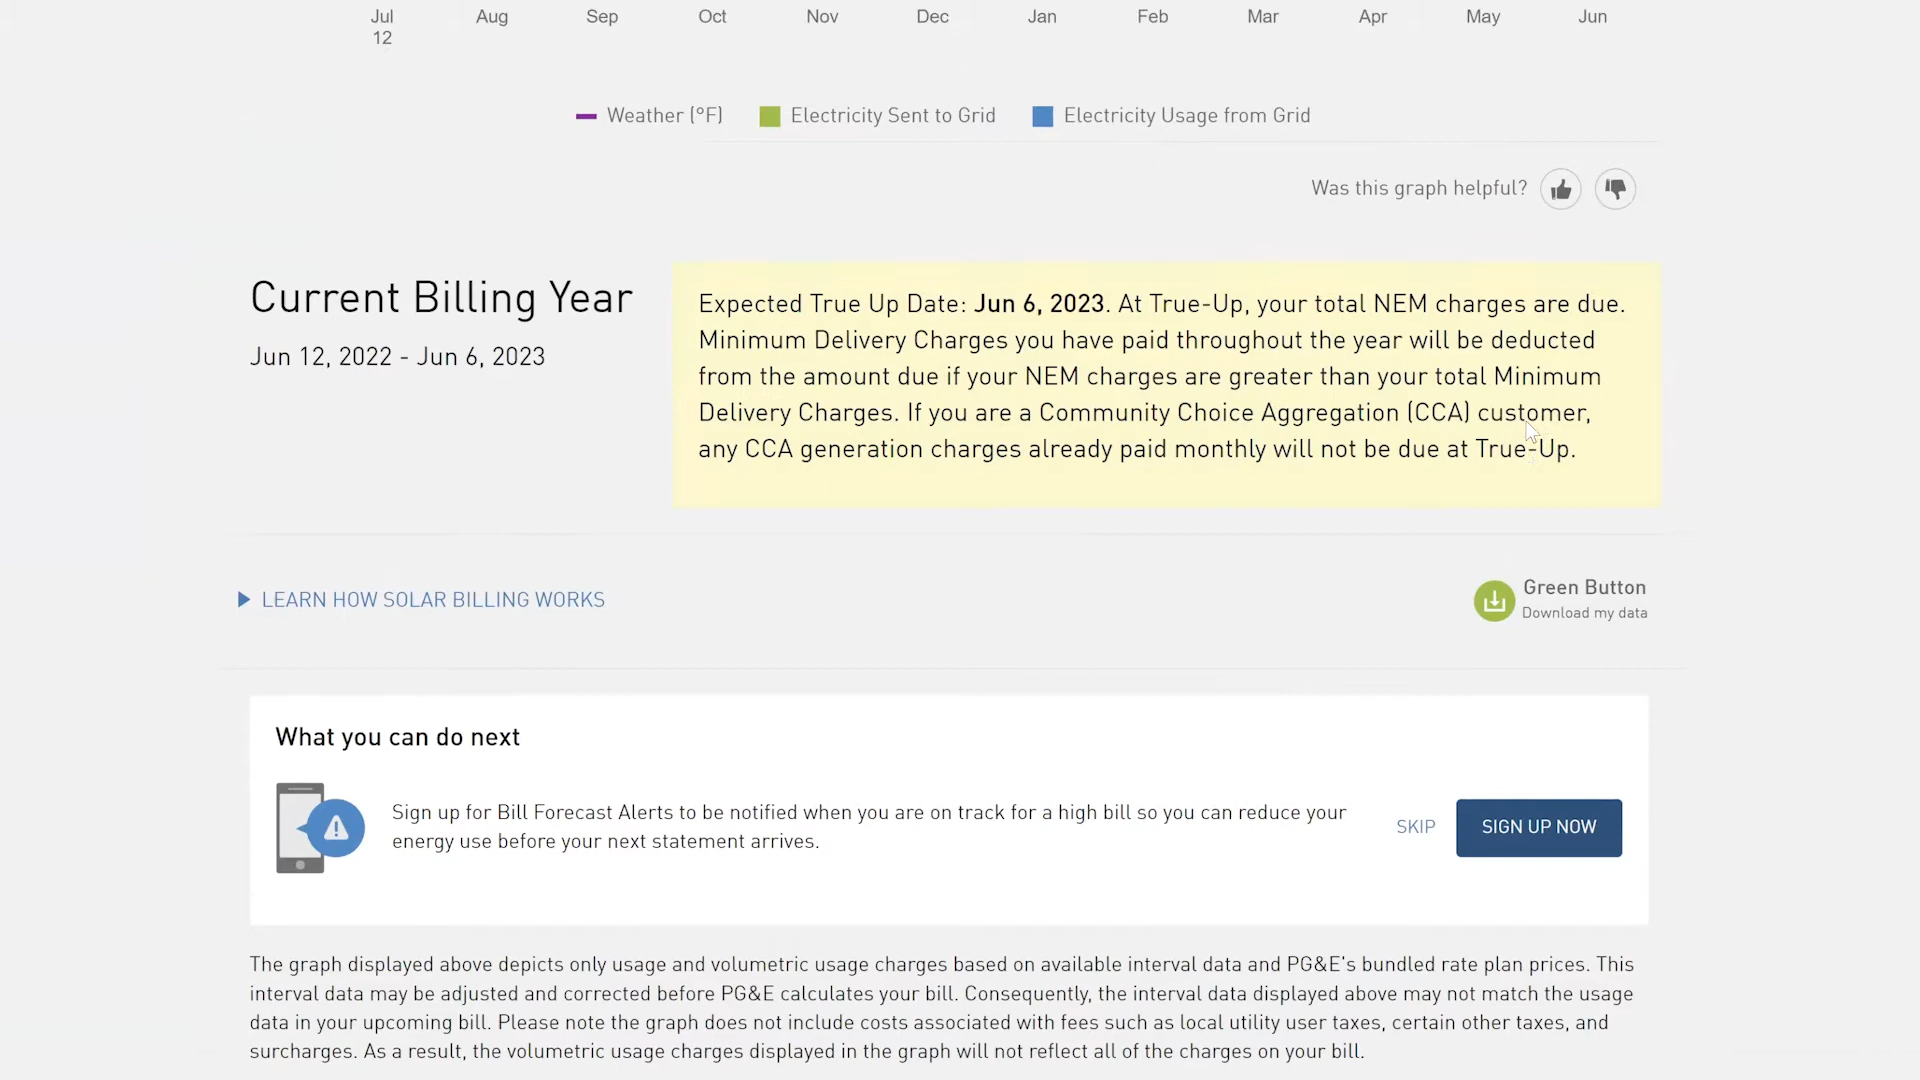 Jul Aug Sep Oct Nov Dec Jan Feb Mar Apr May Jun
12
Weather (°F) Electricity Sent to Grid Electricity Usage from Grid
Was this graph helpful?
Current Billing Year
Jun 12, 2022 - Jun 6, 2023
Expected True Up Date: Jun 6, 2023. At True-Up, your total NEM charges are due.
Minimum Delivery Charges you have paid throughout the year will be deducted
from the amount due if your NEM charges are greater than your total Minimum
Delivery Charges. If you are a Community Choice Aggregation (CCA) customer,
any CCA generation charges already paid monthly will not be due at True-Up.
LEARN HOW SOLAR BILLING WORKS
Green Button
Download my data
What you can do next
Sign up for Bill Forecast Alerts to be notified when you are on track for a high bill so you can reduce your
energy use before your next statement arrives.
SKIP
SIGN UP NOW
The graph displayed above depicts only usage and volumetric usage charges based on available interval data and PG&E's bundled rate plan prices. This
interval data may be adjusted and corrected before PG&E calculates your bill. Consequently, the interval data displayed above may not match the usage
data in your upcoming bill. Please note the graph does not include costs associated with fees such as local utility user taxes, certain other taxes, and
surcharges. As a result, the volumetric usage charges displayed in the graph will not reflect all of the charges on your bill.